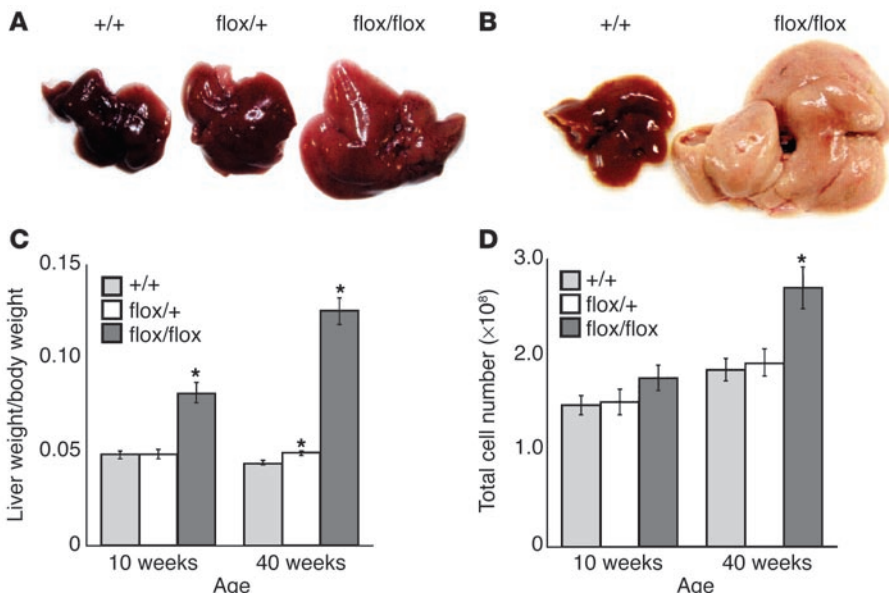 A
+/+ flox/+ flox/flox
B
+/+ flox/flox
C
Liver weight/body weight
0.15
0.10
0.05
0
+/+
flox/+
flox/flox
*
*
*
10 weeks 40 weeks
Age
D
Total cell number (×10⁸)
3.0
2.0
1.0
0
+/+
flox/+
flox/flox
*
10 weeks 40 weeks
Age